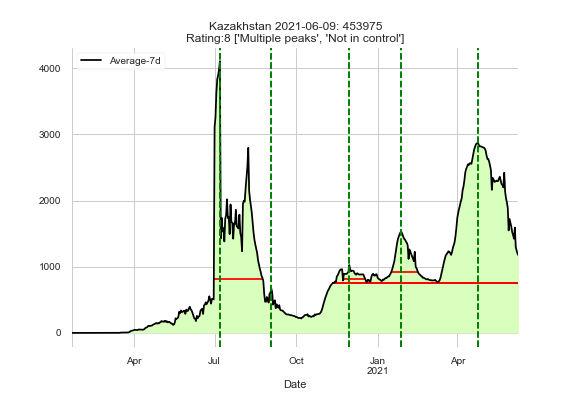 Kazakhstan 2021-06-09: 453975
Rating:8 ['Multiple peaks', 'Not in control']
Average-7d
4000
3000
2000
1000
0
Apr Jul Oct Jan Apr
2021
Date